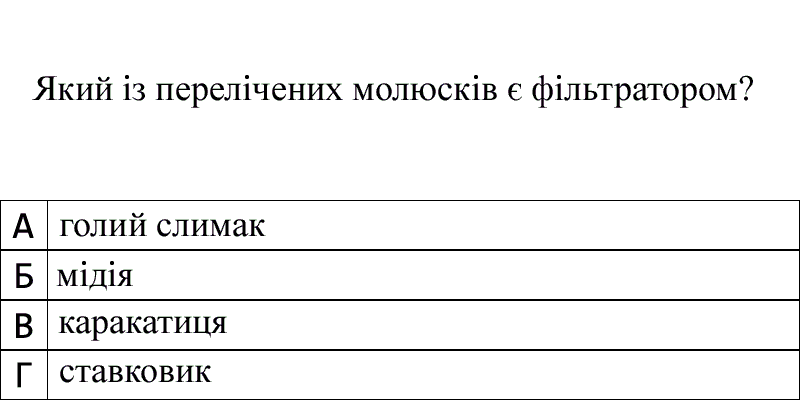 Який із перелічених молюсків є фільтратором?
А голий слимак
Б мідія
В каракатиця
Г ставковик